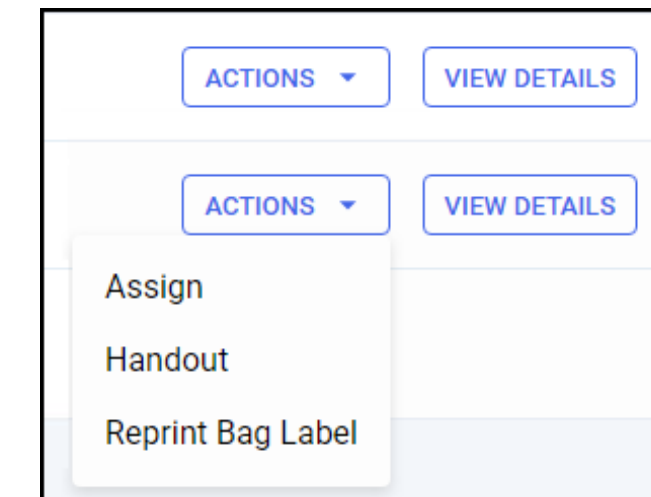 ACTIONS VIEW DETAILS
ACTIONS VIEW DETAILS
Assign
Handout
Reprint Bag Label